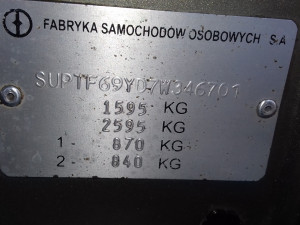 FABRYKA SAMOCHODÓW OSOBOWYCH S.A
SUPTF69YD7W346701
1595 KG
2595 KG
1- 870 KG
2- 840 KG